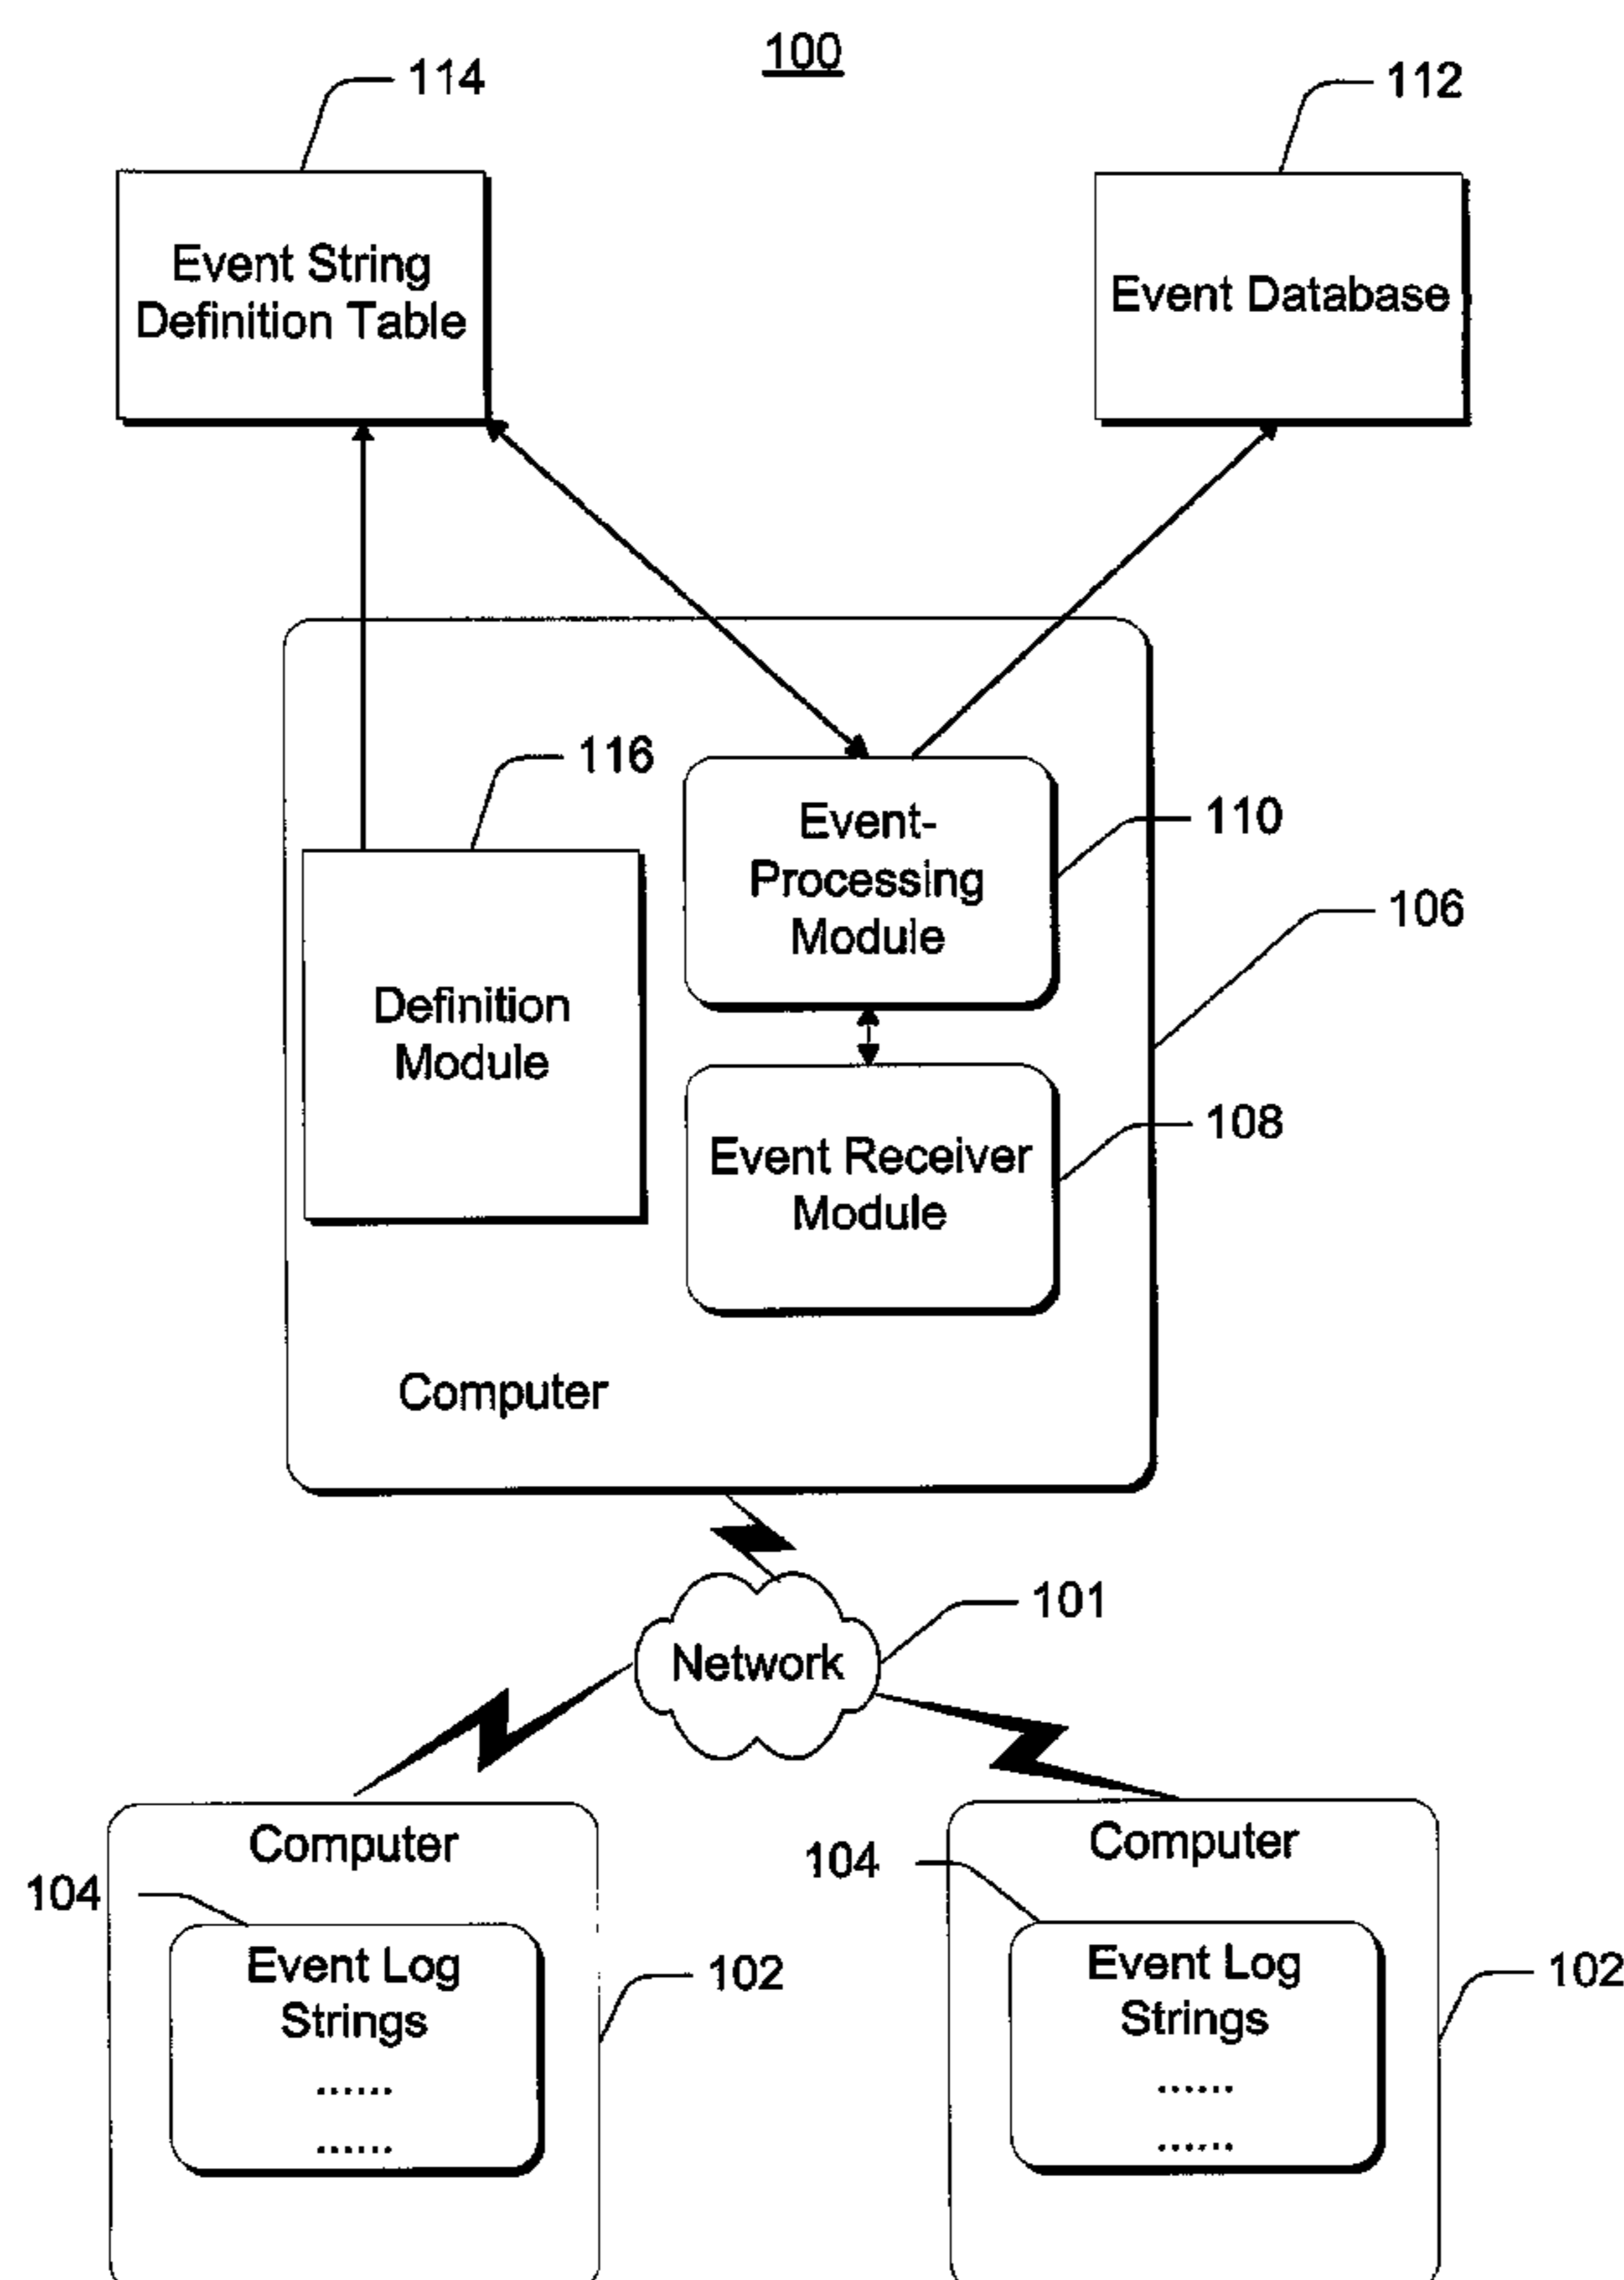 100
114
112
Event String
Definition Table
Event Database
116
Event-
Processing
Module
110
106
Definition
Module
Event Receiver
Module
108
Computer
101
Network
Computer
104
Event Log
Strings
......
......
102
Computer
104
Event Log
Strings
......
......
102